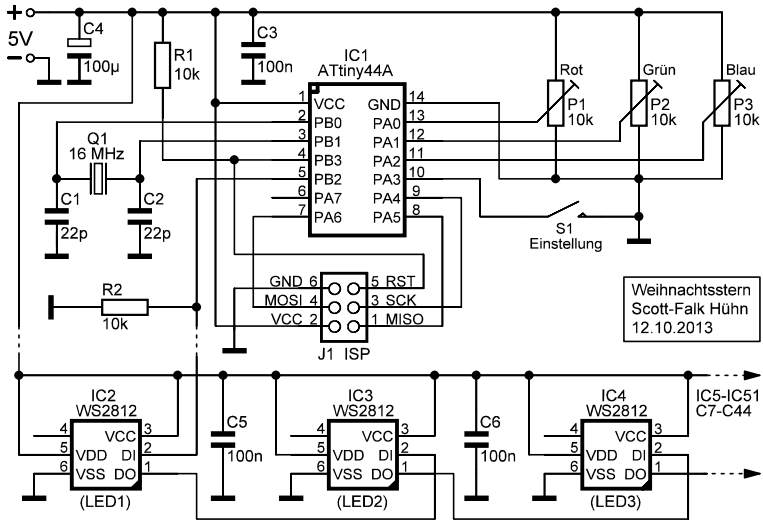 +
5V
−
C4
100µ
R1
10k
C3
100n
IC1
ATtiny44A
1 VCC GND 14
2 PB0 PA0 13
3 PB1 PA1 12
4 PB3 PA2 11
5 PB2 PA3 10
6 PA7 PA4 9
7 PA6 PA5 8
Rot
P1
10k
Grün
P2
10k
Blau
P3
10k
Q1
16 MHz
C1
22p
C2
22p
S1
Einstellung
R2
10k
GND 6 5 RST
MOSI 4 3 SCK
VCC 2 1 MISO
J1 ISP
Weihnachtsstern
Scott-Falk Hühn
12.10.2013
IC2
WS2812
4 VCC 3
5 VDD DI 2
6 VSS DO 1
(LED1)
C5
100n
IC3
WS2812
4 VCC 3
5 VDD DI 2
6 VSS DO 1
(LED2)
C6
100n
IC4
WS2812
4 VCC 3
5 VDD DI 2
6 VSS DO 1
(LED3)
IC5-IC51
C7-C44